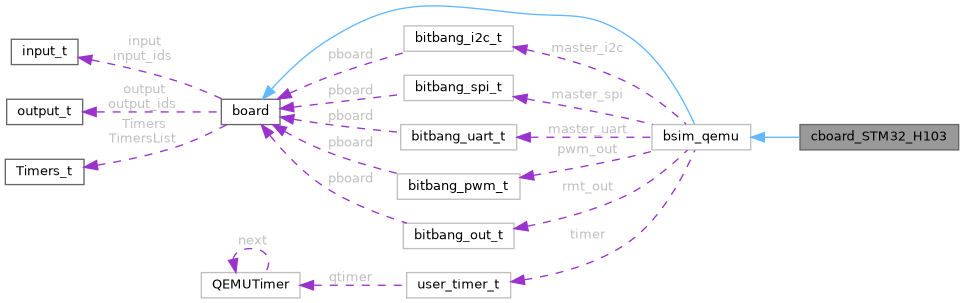 input_t
output_t
Timers_t
input
input_ids
output
output_ids
Timers
TimersList
board
pboard
pboard
pboard
pboard
pboard
bitbang_i2c_t
bitbang_spi_t
bitbang_uart_t
bitbang_pwm_t
bitbang_out_t
master_i2c
master_spi
master_uart
pwm_out
rmt_out
timer
bsim_qemu
cboard_STM32_H103
next
QEMUTimer
qtimer
user_timer_t